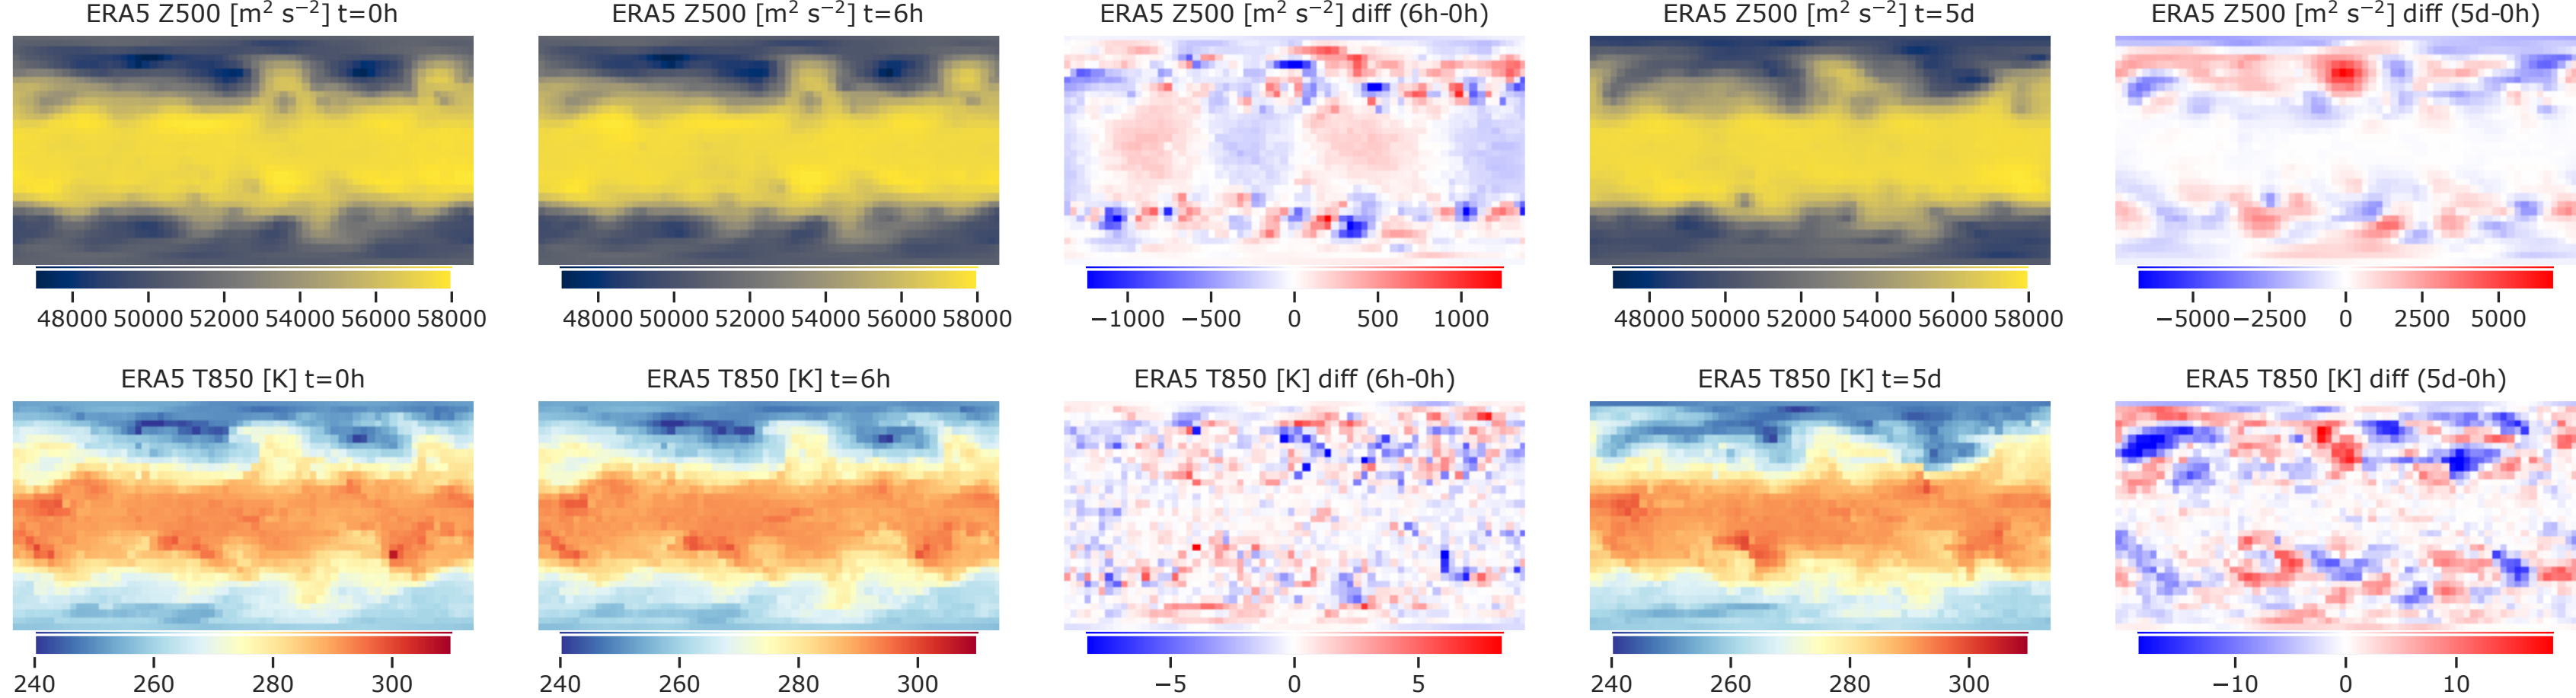 ERA5 Z500 [m² s⁻²] t=0h
ERA5 Z500 [m² s⁻²] t=6h
ERA5 Z500 [m² s⁻²] diff (6h-0h)
ERA5 Z500 [m² s⁻²] t=5d
ERA5 Z500 [m² s⁻²] diff (5d-0h)
48000 50000 52000 54000 56000 58000
48000 50000 52000 54000 56000 58000
−1000 −500 0 500 1000
48000 50000 52000 54000 56000 58000
−5000 −2500 0 2500 5000
ERA5 T850 [K] t=0h
ERA5 T850 [K] t=6h
ERA5 T850 [K] diff (6h-0h)
ERA5 T850 [K] t=5d
ERA5 T850 [K] diff (5d-0h)
240 260 280 300
240 260 280 300
−5 0 5
240 260 280 300
−10 0 10